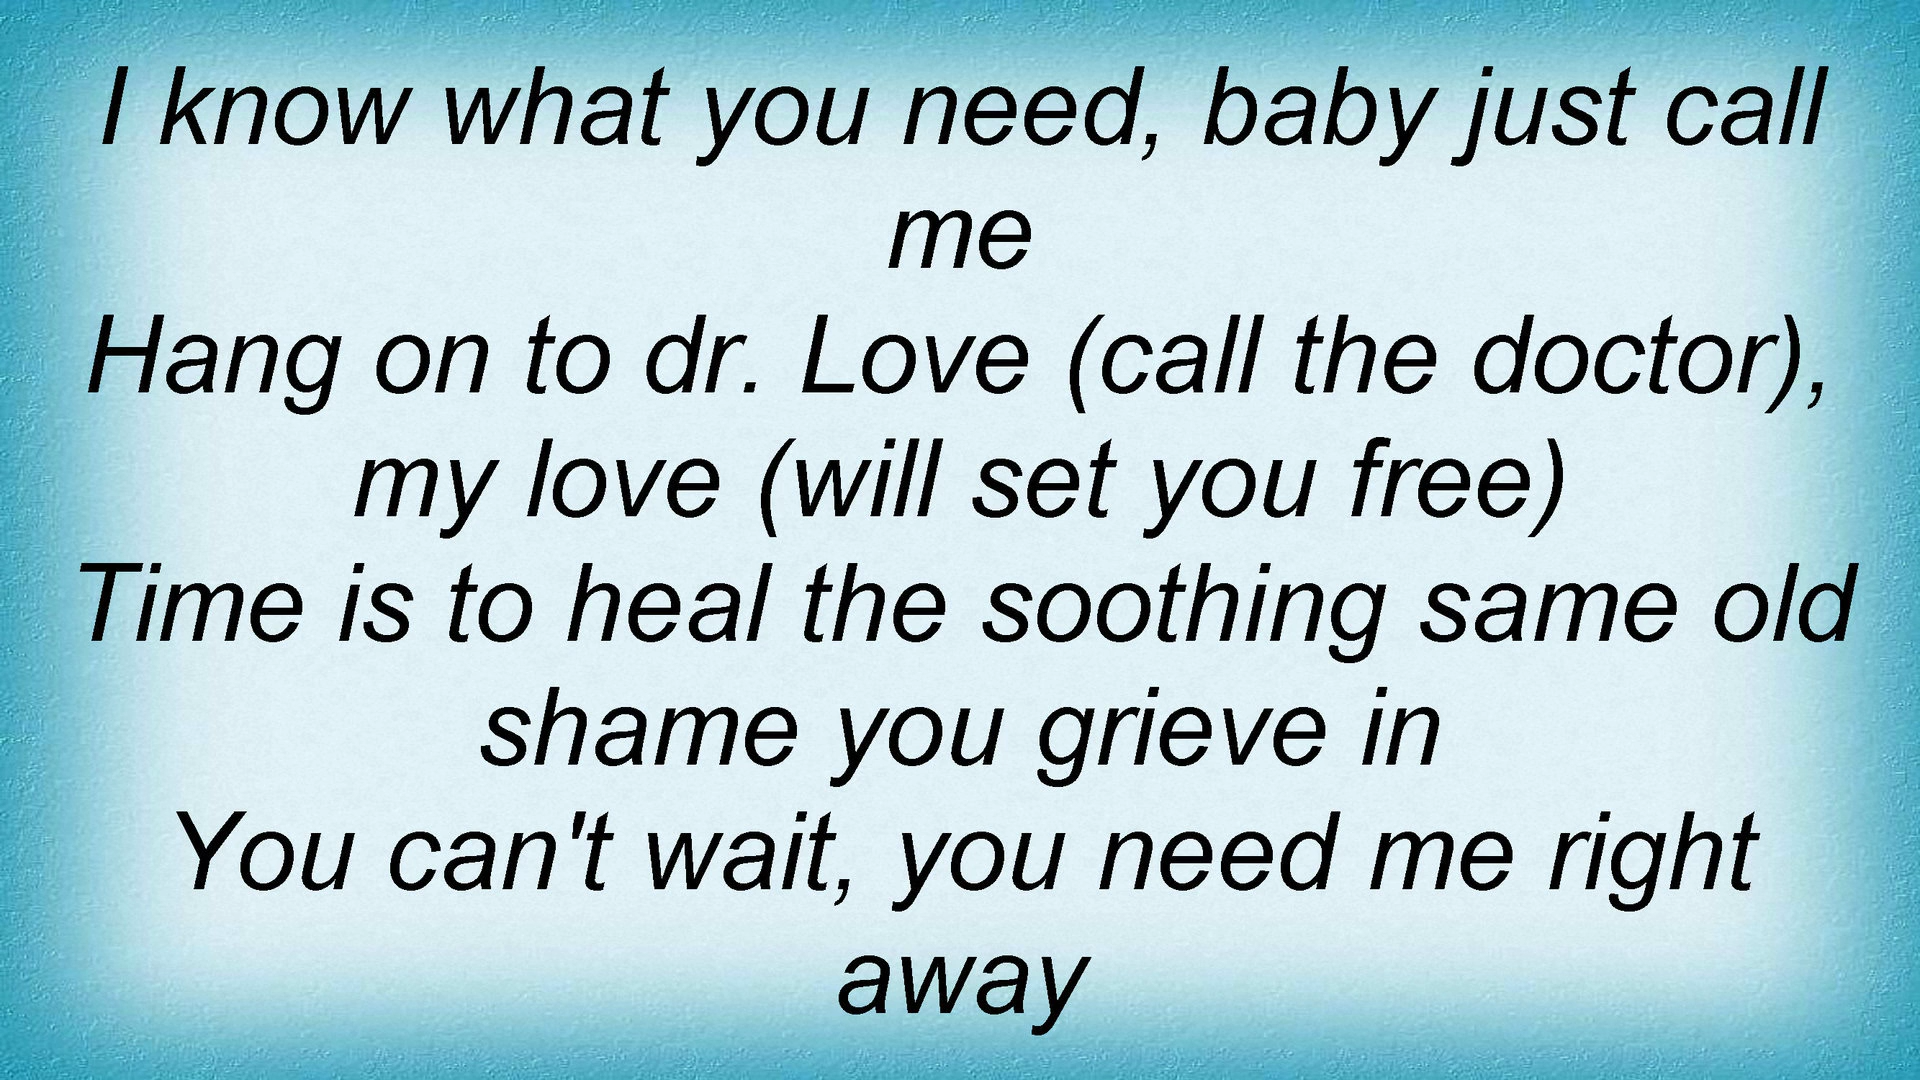 I know what you need, baby just call
me
Hang on to dr. Love (call the doctor),
my love (will set you free)
Time is to heal the soothing same old
shame you grieve in
You can't wait, you need me right
away